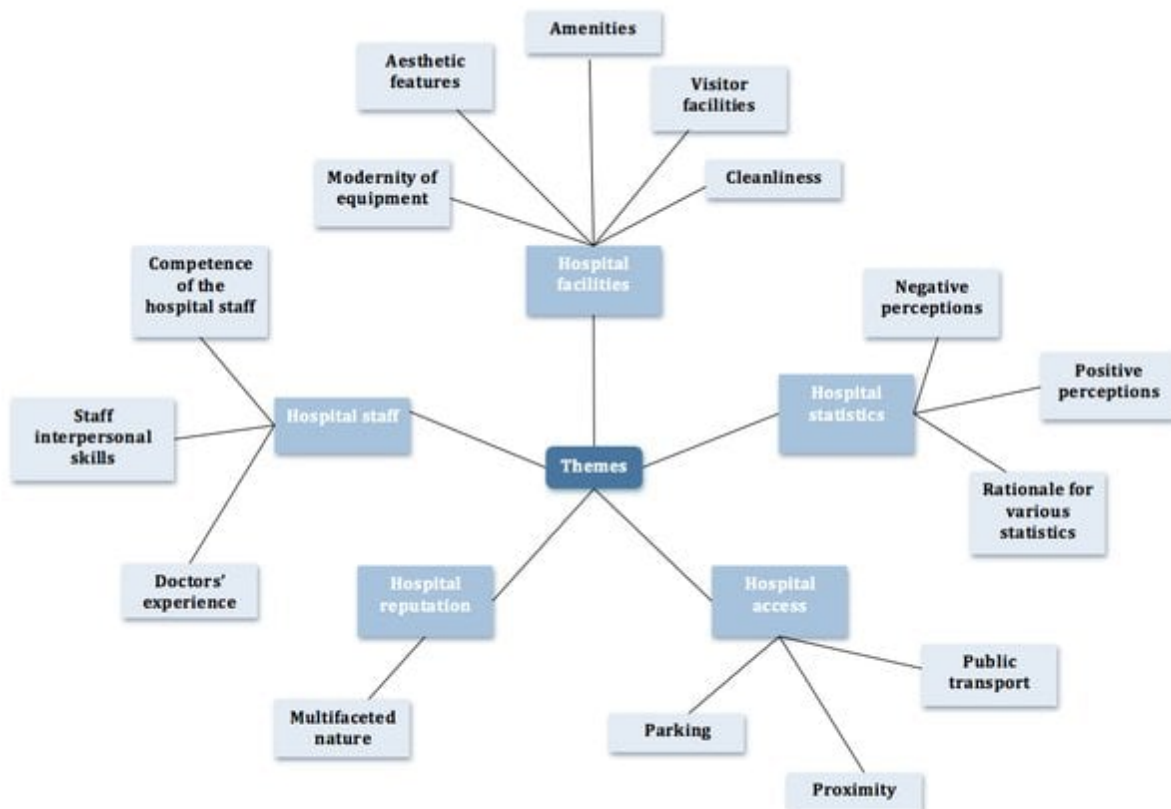 Amenities
Aesthetic
features
Visitor
facilities
Modernity of
equipment
Cleanliness
Hospital
facilities
Competence
of the
hospital staff
Negative
perceptions
Positive
perceptions
Hospital
statistics
Staff
interpersonal
skills
Hospital staff
Themes
Rationale for
various
statistics
Doctors’
experience
Hospital
reputation
Hospital
access
Public
transport
Multifaceted
nature
Parking
Proximity